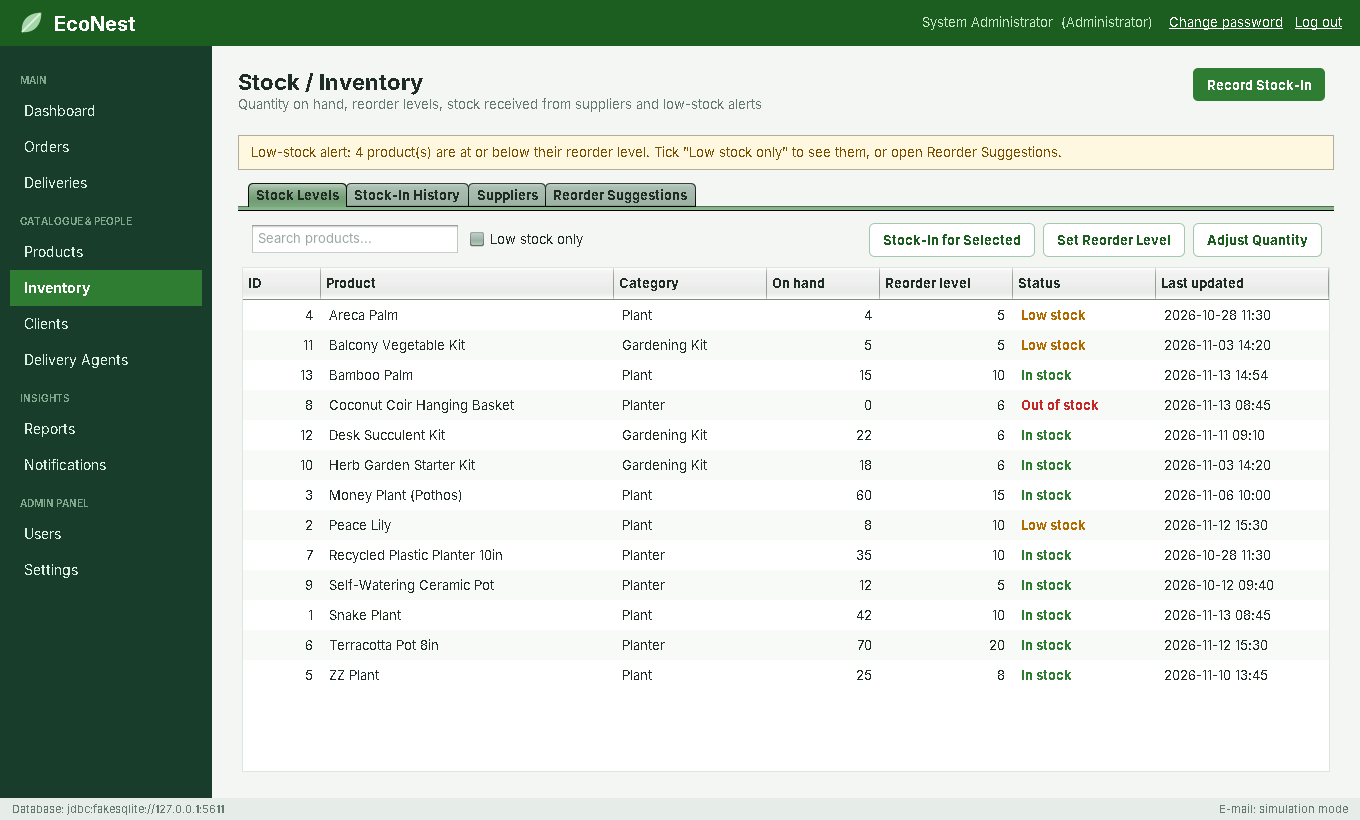 EcoNest
System Administrator (Administrator) Change password Log out
MAIN
Dashboard
Orders
Deliveries
CATALOGUE & PEOPLE
Products
Inventory
Clients
Delivery Agents
INSIGHTS
Reports
Notifications
ADMIN PANEL
Users
Settings
Stock / Inventory
Quantity on hand, reorder levels, stock received from suppliers and low-stock alerts
Record Stock-In
Low-stock alert: 4 product(s) are at or below their reorder level. Tick "Low stock only" to see them, or open Reorder Suggestions.
Stock Levels Stock-In History Suppliers Reorder Suggestions
Search products... Low stock only Stock-In for Selected Set Reorder Level Adjust Quantity
ID Product Category On hand Reorder level Status Last updated
4 Areca Palm Plant 4 5 Low stock 2026-10-28 11:30
11 Balcony Vegetable Kit Gardening Kit 5 5 Low stock 2026-11-03 14:20
13 Bamboo Palm Plant 15 10 In stock 2026-11-13 14:54
8 Coconut Coir Hanging Basket Planter 0 6 Out of stock 2026-11-13 08:45
12 Desk Succulent Kit Gardening Kit 22 6 In stock 2026-11-11 09:10
10 Herb Garden Starter Kit Gardening Kit 18 6 In stock 2026-11-03 14:20
3 Money Plant (Pothos) Plant 60 15 In stock 2026-11-06 10:00
2 Peace Lily Plant 8 10 Low stock 2026-11-12 15:30
7 Recycled Plastic Planter 10in Planter 35 10 In stock 2026-10-28 11:30
9 Self-Watering Ceramic Pot Planter 12 5 In stock 2026-10-12 09:40
1 Snake Plant Plant 42 10 In stock 2026-11-13 08:45
6 Terracotta Pot 8in Planter 70 20 In stock 2026-11-12 15:30
5 ZZ Plant Plant 25 8 In stock 2026-11-10 13:45
Database: jdbc:fakesqlite://127.0.0.1:5611
E-mail: simulation mode